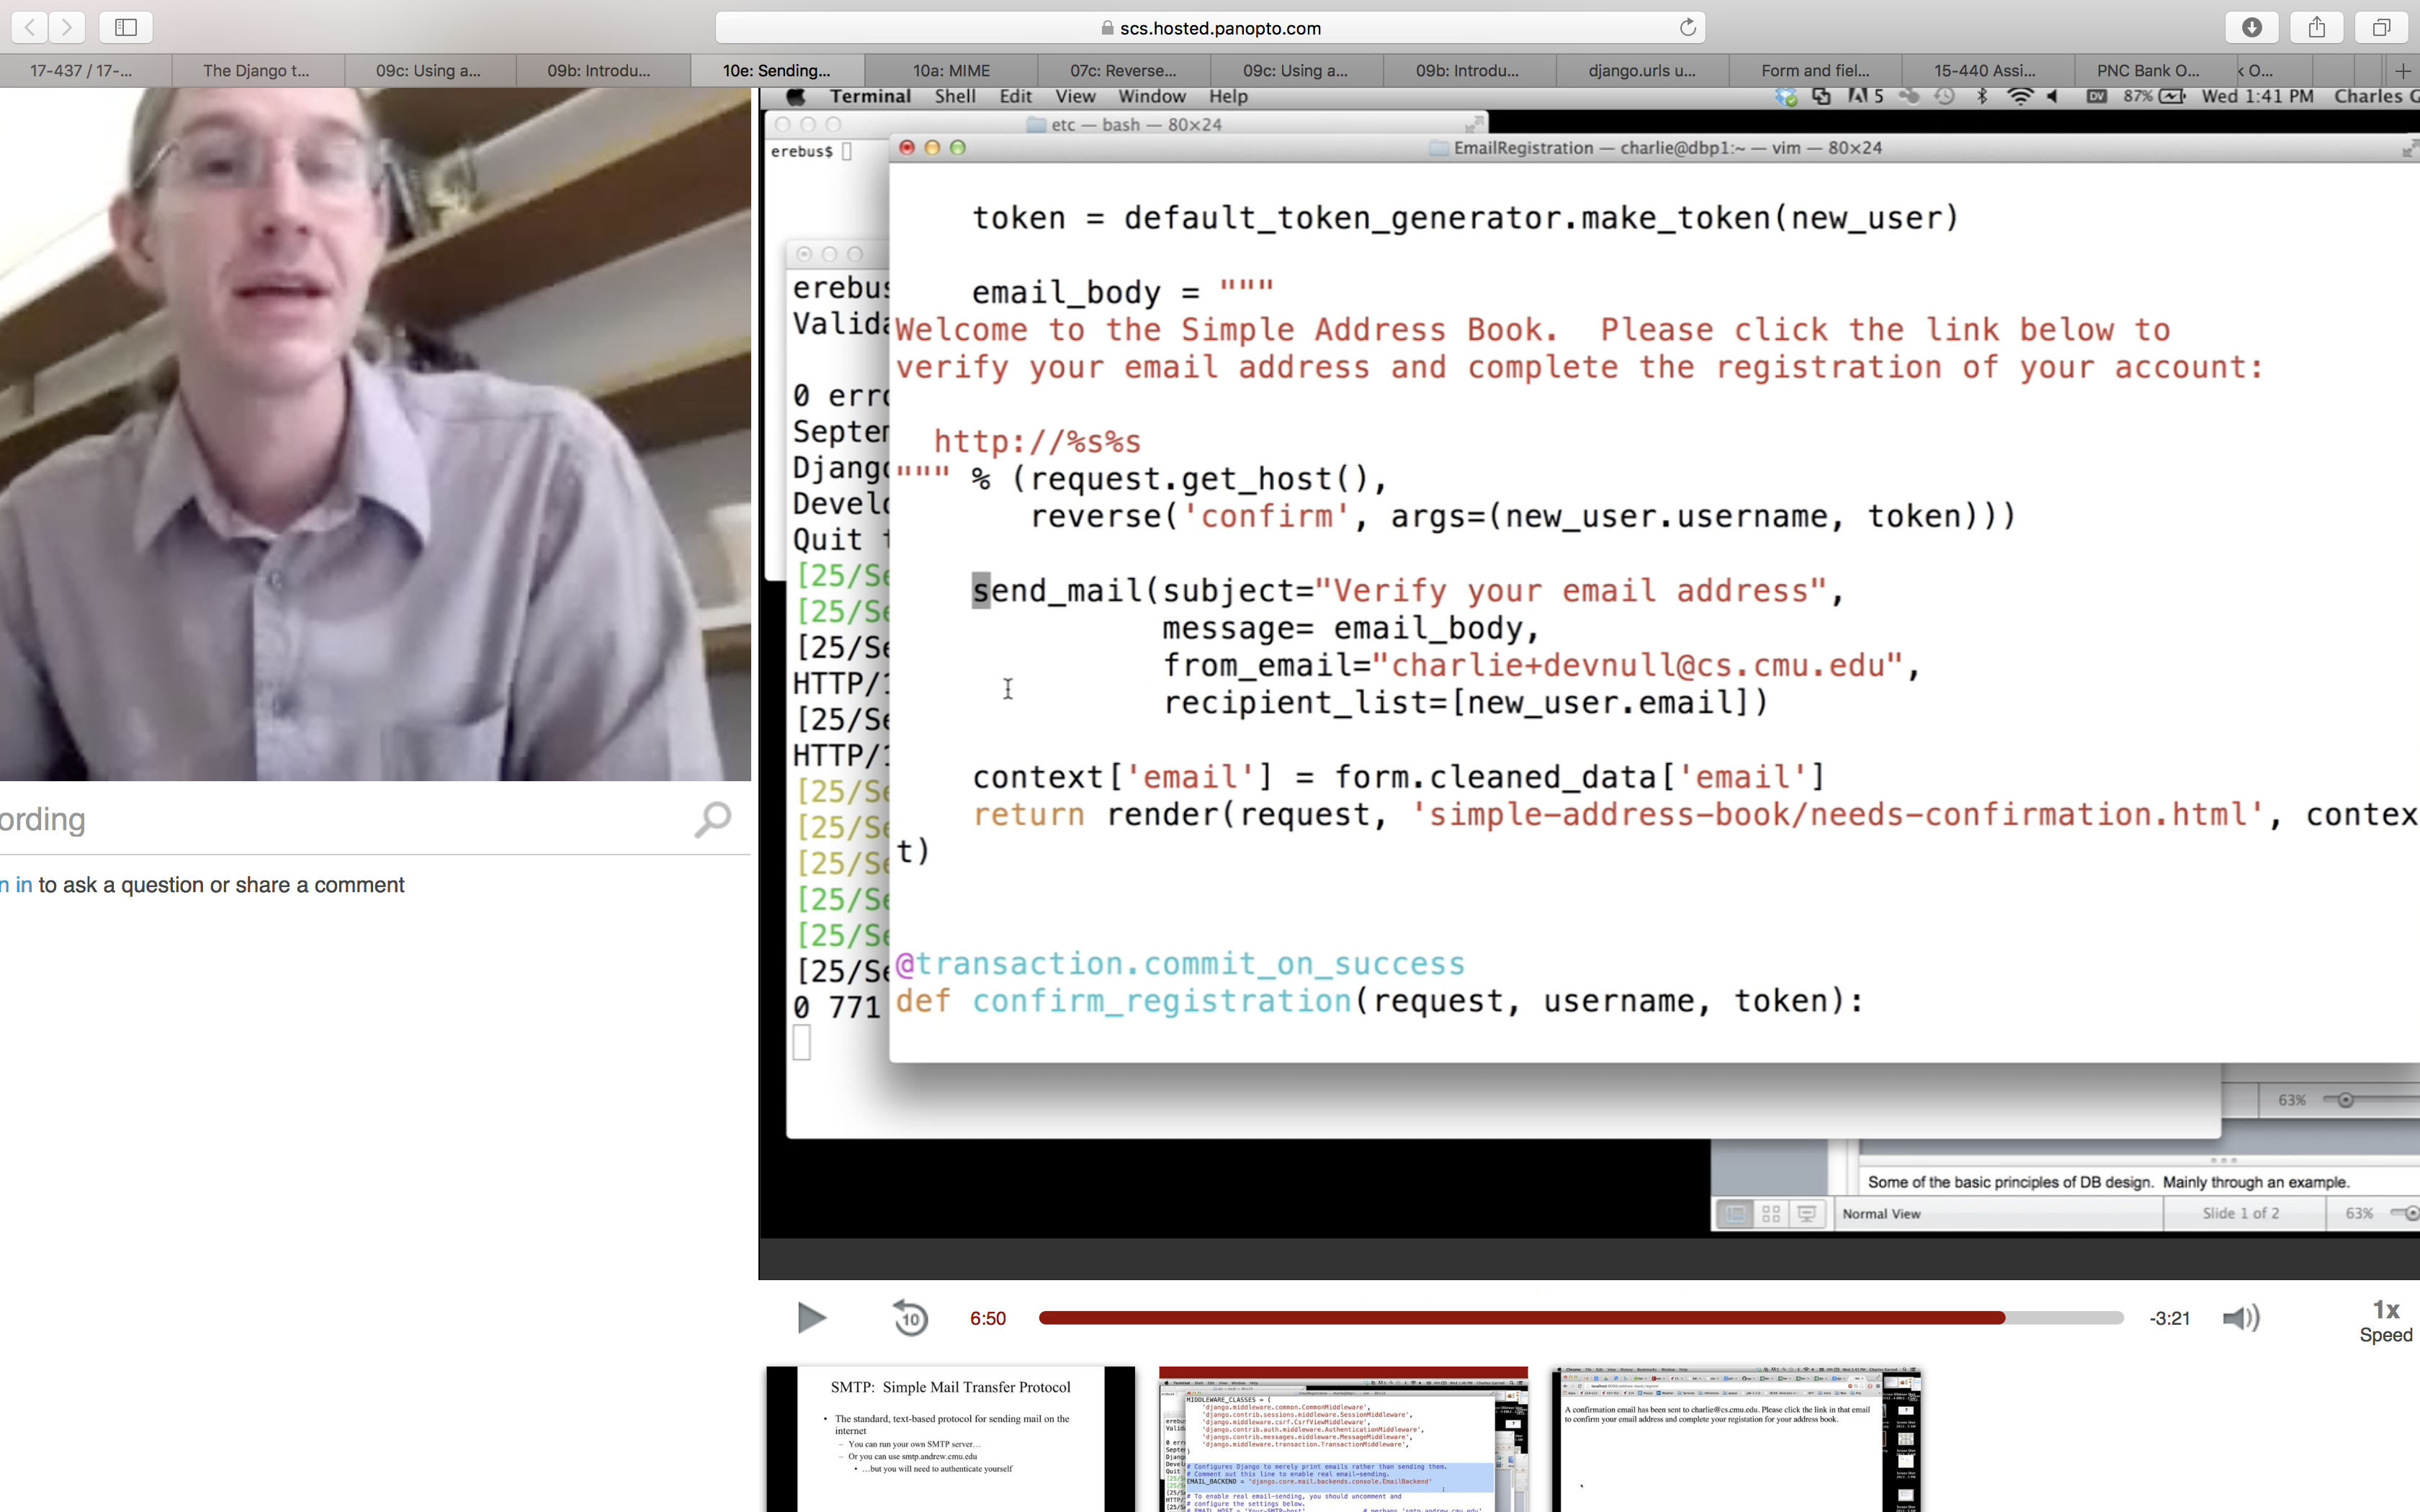 scs.hosted.panopto.com
17-437 / 17-...
The Django t...
09c: Using a...
09b: Introdu...
10e: Sending...
10a: MIME
07c: Reverse...
09c: Using a...
09b: Introdu...
django.urls u...
Form and fiel...
15-440 Assi...
PNC Bank O...
O...
Terminal Shell Edit View Window Help
5 DV 87% Wed 1:41 PM Charles G
etc — bash — 80×24
erebus$
EmailRegistration — charlie@dbp1:~ — vim — 80×24
token = default_token_generator.make_token(new_user)
email_body = """
Welcome to the Simple Address Book.  Please click the link below to
verify your email address and complete the registration of your account:
http://%s%s
""" % (request.get_host(),
reverse('confirm', args=(new_user.username, token)))
send_mail(subject="Verify your email address",
message= email_body,
from_email="charlie+devnull@cs.cmu.edu",
recipient_list=[new_user.email])
context['email'] = form.cleaned_data['email']
return render(request, 'simple-address-book/needs-confirmation.html', contex
t)
@transaction.commit_on_success
def confirm_registration(request, username, token):
erebus
Valida
0 erro
Septem
Django
Develo
Quit t
[25/Se
[25/Se
[25/Se
HTTP/1
[25/Se
HTTP/1
[25/Se
[25/Se
[25/Se
[25/Se
[25/Se
[25/Se
0 771
ording
n in to ask a question or share a comment
63%
Some of the basic principles of DB design.  Mainly through an example.
Normal View
Slide 1 of 2
63%
10
6:50
-3:21
1x
Speed
SMTP: Simple Mail Transfer Protocol
• The standard, text-based protocol for sending mail on the
internet
– You can run your own SMTP server…
– Or you can use smtp.andrew.cmu.edu
• …but you will need to authenticate yourself
MIDDLEWARE_CLASSES = (
'django.middleware.common.CommonMiddleware',
'django.contrib.sessions.middleware.SessionMiddleware',
'django.middleware.csrf.CsrfViewMiddleware',
'django.contrib.auth.middleware.AuthenticationMiddleware',
'django.contrib.messages.middleware.MessageMiddleware',
'django.middleware.transaction.TransactionMiddleware',
# Configures Django to merely print emails rather than sending them.
# Comment out this line to enable real email-sending.
EMAIL_BACKEND = 'django.core.mail.backends.console.EmailBackend'
# To enable real email-sending, you should uncomment and
# configure the settings below.
A confirmation email has been sent to charlie@cs.cmu.edu. Please click the link in that email
to confirm your email address and complete your registration for your address book.